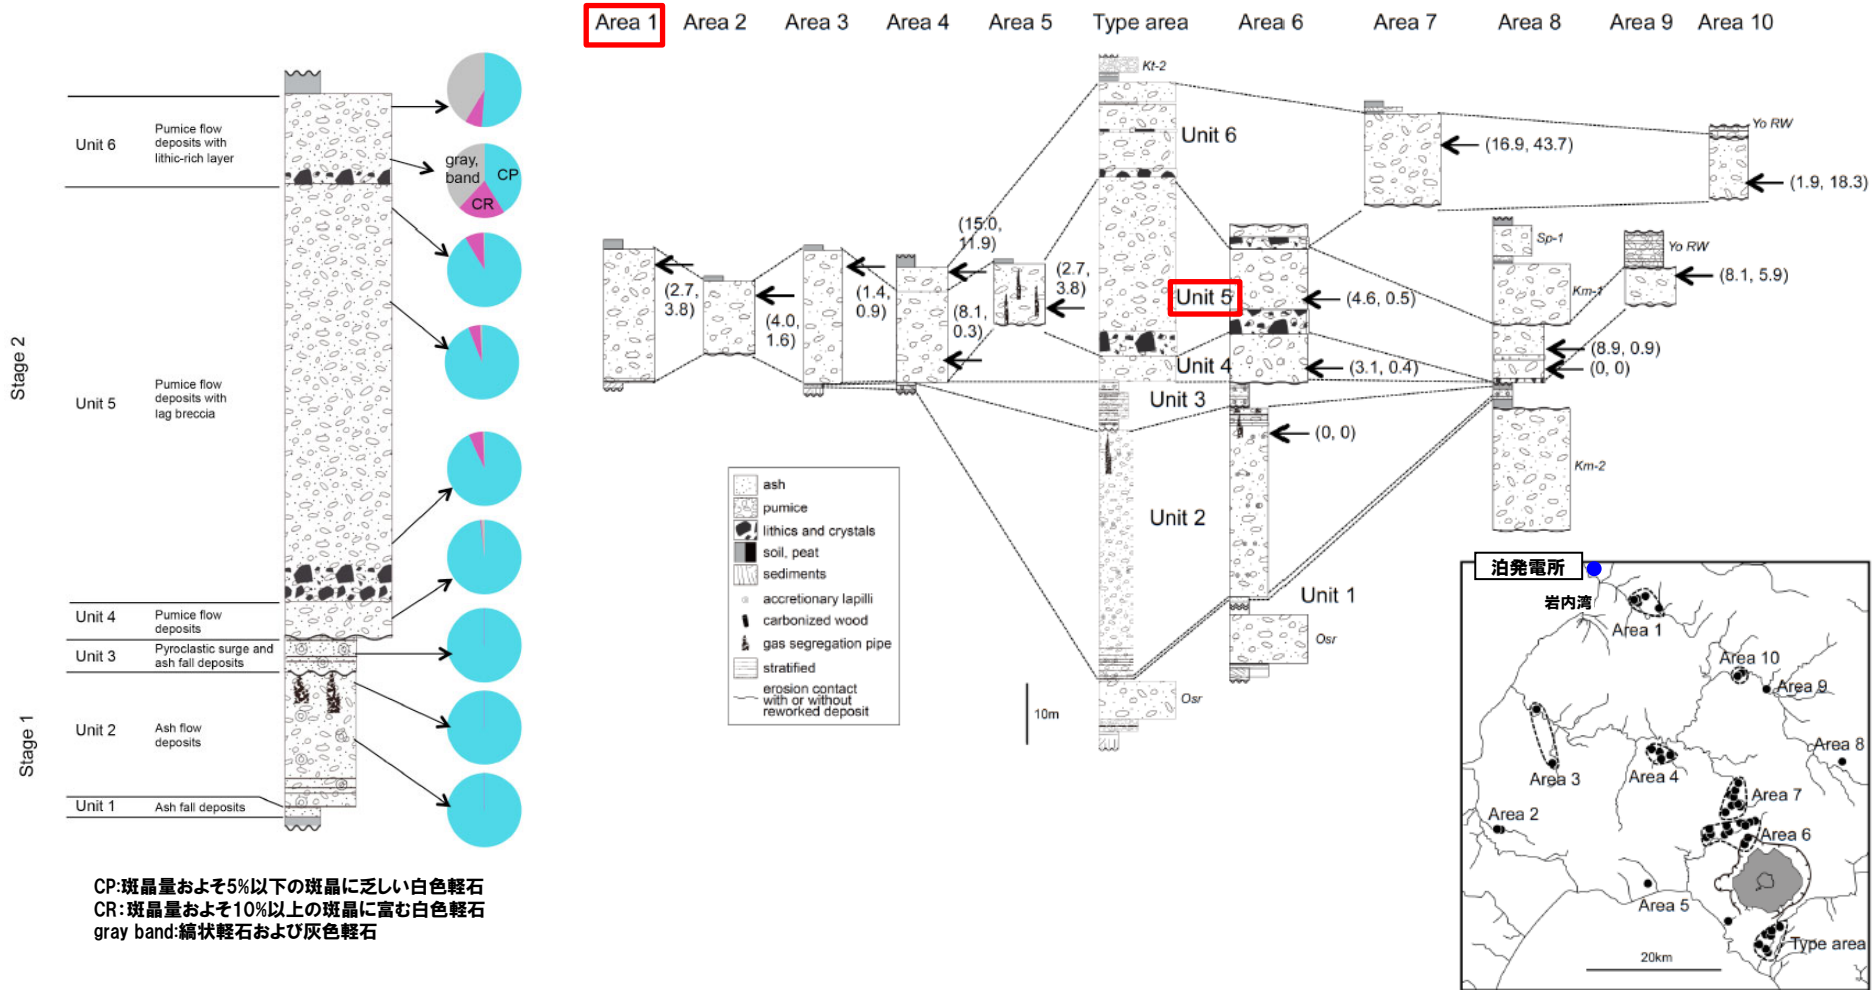 Area 1
Area 2
Area 3
Area 4
Area 5
Type area
Area 6
Area 7
Area 8
Area 9
Area 10
Stage 2
Stage 1
Unit 6
Pumice flow
deposits with
lithic-rich layer
Unit 5
Pumice flow
deposits with
lag breccia
Unit 4
Pumice flow
deposits
Unit 3
Pyroclastic surge and
ash fall deposits
Unit 2
Ash flow
deposits
Unit 1
Ash fall deposits
gray,
band
CP
CR
(2.7,
3.8)
(4.0,
1.6)
(1.4,
0.9)
(15.0,
11.9)
(8.1,
0.3)
(2.7,
3.8)
Kt-2
Unit 6
Unit 5
Unit 4
Unit 3
Unit 2
Unit 1
Osr
(4.6, 0.5)
(3.1, 0.4)
(0, 0)
Osr
(16.9, 43.7)
Sp-1
Km-1
(8.9, 0.9)
(0, 0)
Km-2
Yo RW
(8.1, 5.9)
Yo RW
(1.9, 18.3)
ash
pumice
lithics and crystals
soil, peat
sediments
accretionary lapilli
carbonized wood
gas segregation pipe
stratified
erosion contact
with or without
reworked deposit
10m
CP:斑晶量およそ5%以下の斑晶に乏しい白色軽石
CR:斑晶量およそ10%以上の斑晶に富む白色軽石
gray band:縞状軽石および灰色軽石
泊発電所
岩内湾
Area 1
Area 10
Area 9
Area 8
Area 3
Area 4
Area 7
Area 2
Area 6
Area 5
Type area
20km